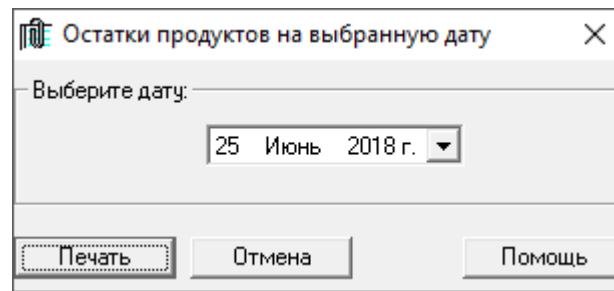 Остатки продуктов на выбранную дату
Выберите дату:
25 Июнь 2018 г.
Печать Отмена Помощь